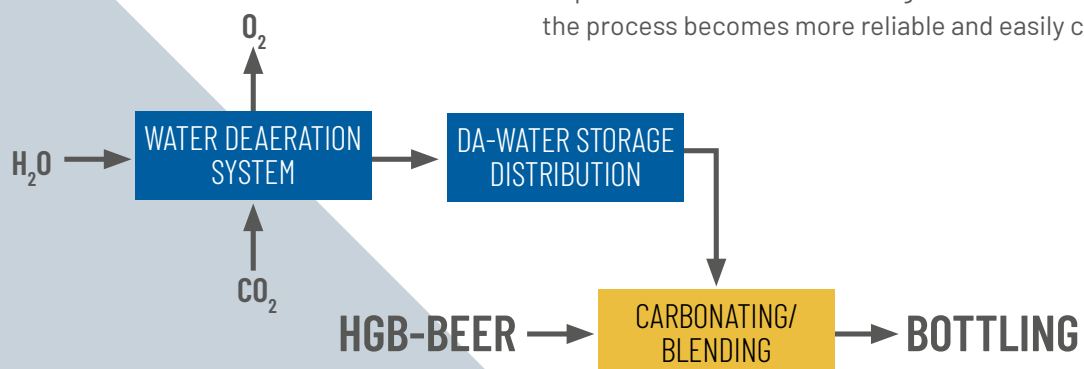 the process becomes more reliable and easily c
O₂
WATER DEAERATION
SYSTEM
DA-WATER STORAGE
DISTRIBUTION
H₂O
CO₂
HGB-BEER
CARBONATING/
BLENDING
BOTTLING